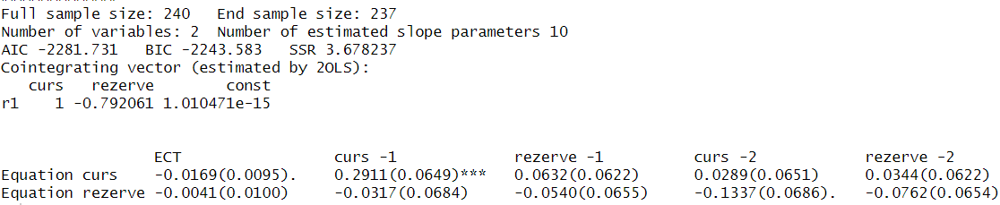 Full sample size: 240 End sample size: 237
Number of variables: 2 Number of estimated slope parameters 10
AIC -2281.731 BIC -2243.583 SSR 3.678237
Cointegrating vector (estimated by 2OLS):
curs rezerve const
r1 1 -0.792061 1.010471e-15
ECT curs -1 rezerve -1 curs -2 rezerve -2
Equation curs -0.0169(0.0095). 0.2911(0.0649)*** 0.0632(0.0622) 0.0289(0.0651) 0.0344(0.0622)
Equation rezerve -0.0041(0.0100) -0.0317(0.0684) -0.0540(0.0655) -0.1337(0.0686). -0.0762(0.0654)